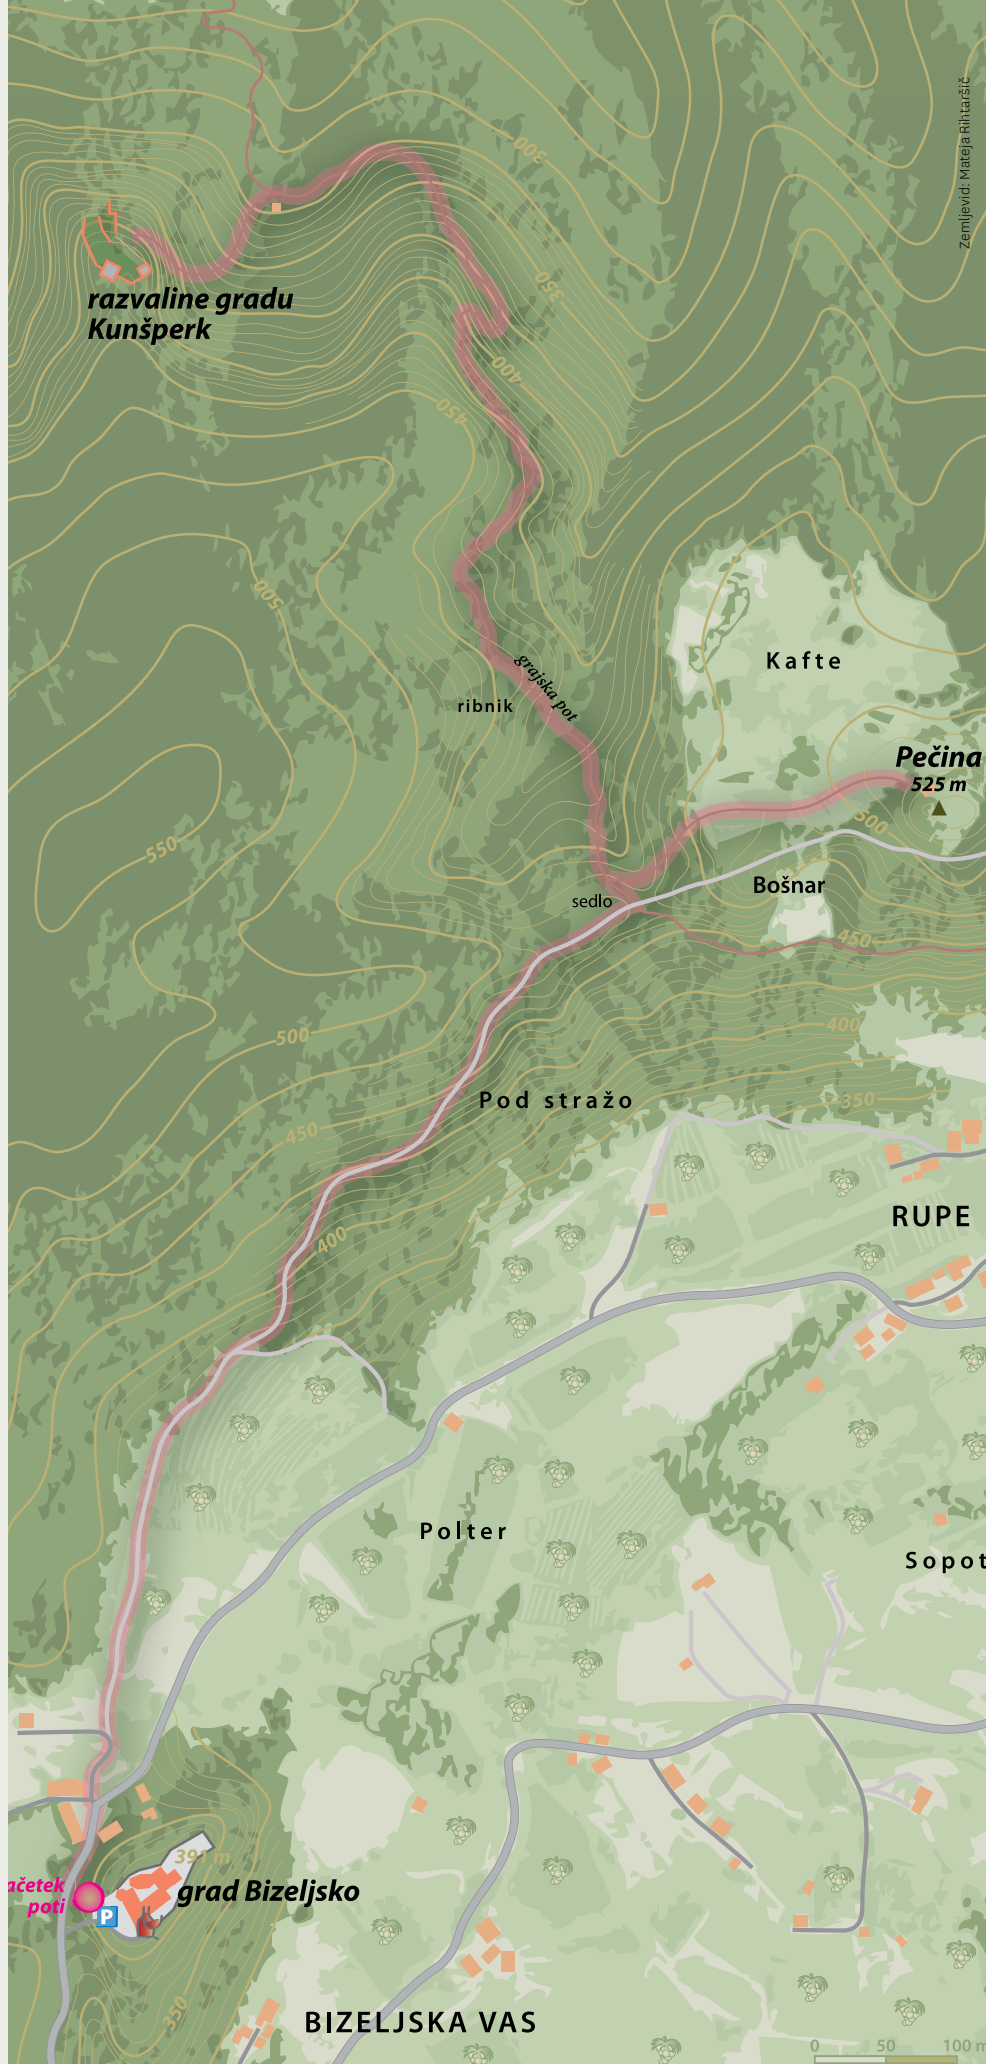 Zemljevid: Mateja Rihtaršič
300
350
razvaline gradu
Kunšperk
400
450
500
Kafte
grajska pot
ribnik
Pečina
525 m
500
550
Bošnar
sedlo
450
400
500
Pod stražo
350
450
RUPE
400
Polter
Sopot
391 m
ačetek
poti
grad Bizeljsko
P
350
BIZELJSKA VAS
0 50 100 m